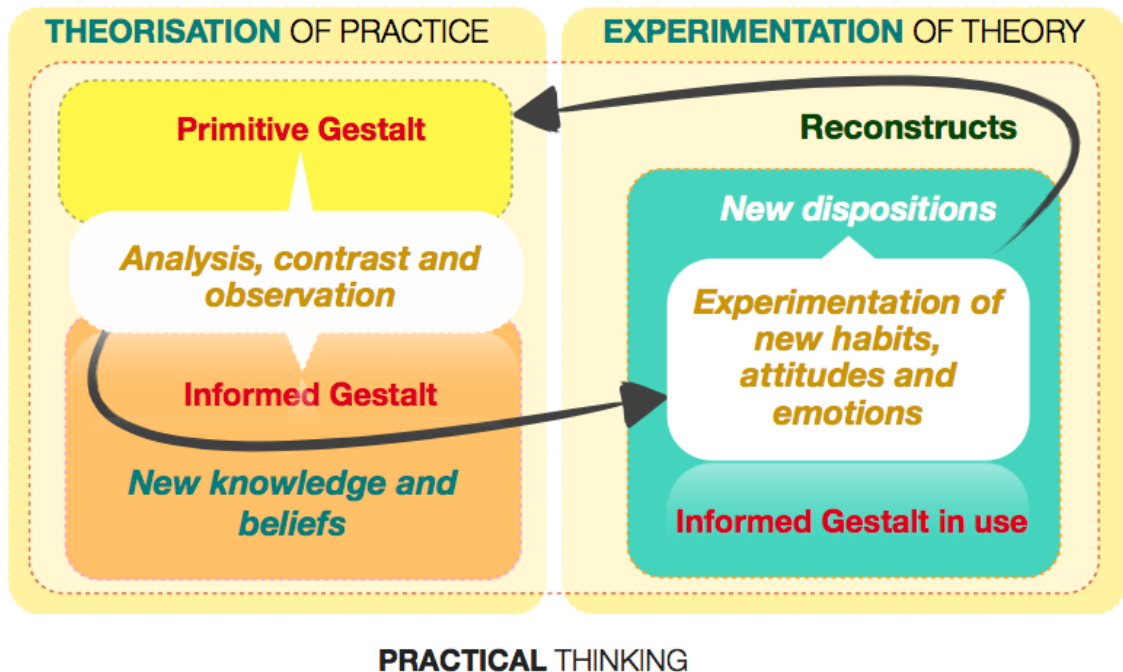 THEORISATION OF PRACTICE
Primitive Gestalt
Analysis, contrast and
observation
Informed Gestalt
New knowledge and
beliefs
EXPERIMENTATION OF THEORY
Reconstructs
New dispositions
Experimentation of
new habits,
attitudes and
emotions
Informed Gestalt in use
PRACTICAL THINKING